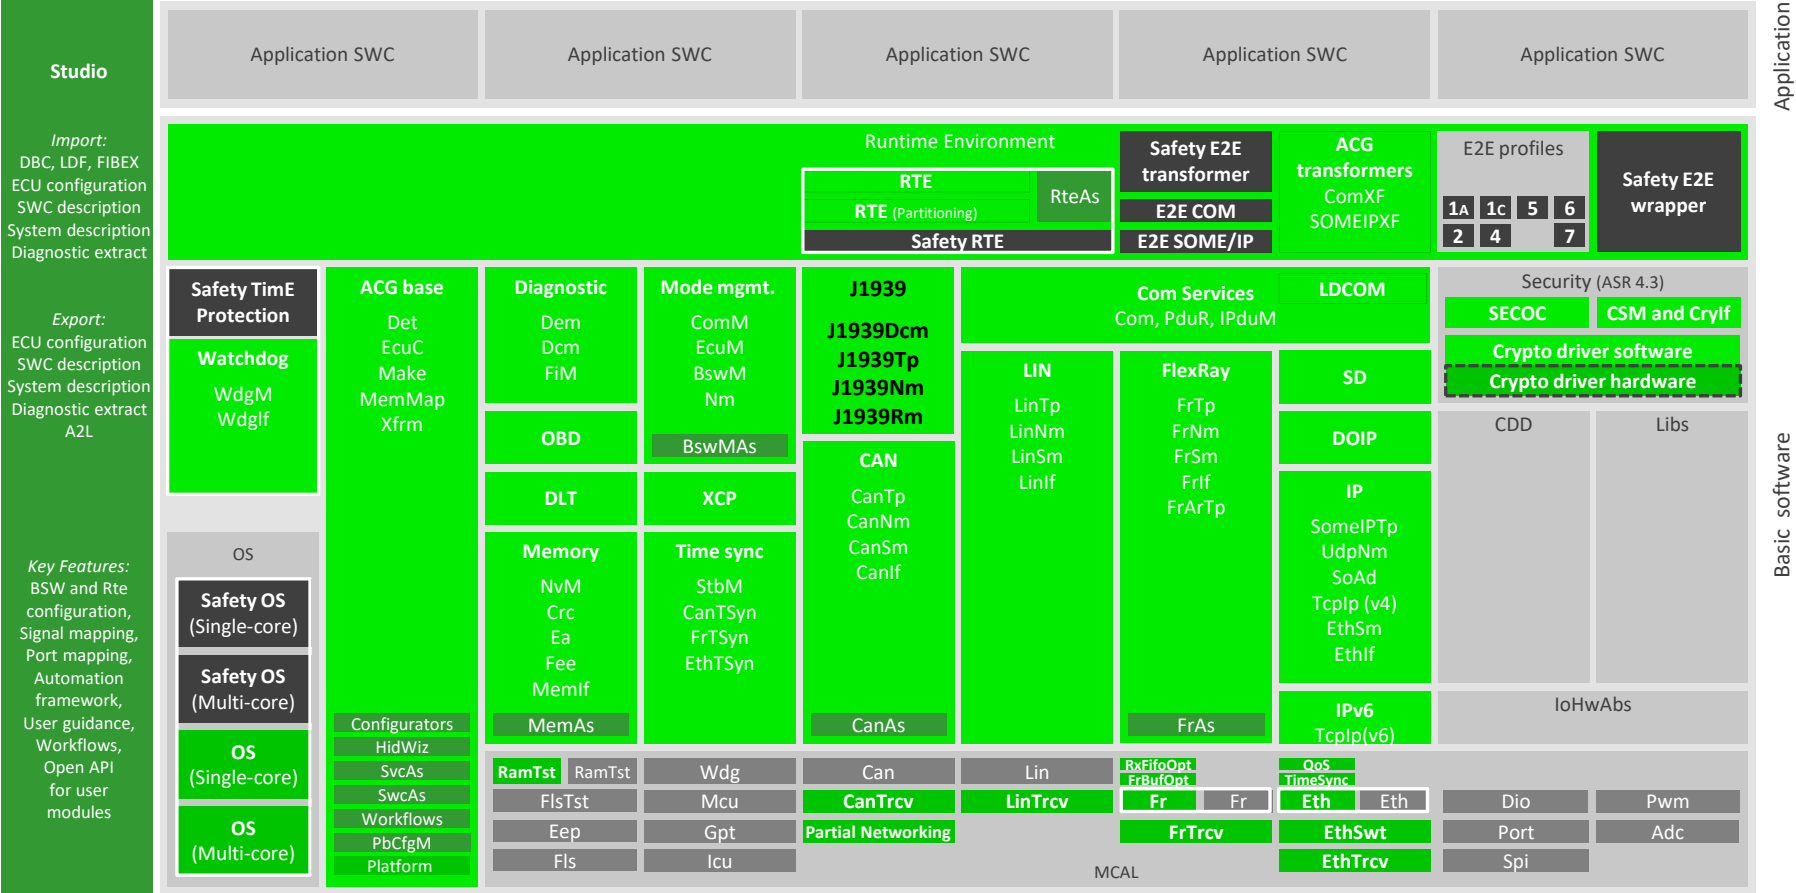 Studio
Import:
DBC, LDF, FIBEX
ECU configuration
SWC description
System description
Diagnostic extract
Export:
ECU configuration
SWC description
System description
Diagnostic extract
A2L
Key Features:
BSW and Rte
configuration,
Signal mapping,
Port mapping,
Automation
framework,
User guidance,
Workflows,
Open API
for user
modules
Application SWC
Application SWC
Application SWC
Application SWC
Application SWC
Application
Runtime Environment
RTE
RTE (Partitioning)
RteAs
Safety RTE
Safety E2E
transformer
E2E COM
E2E SOME/IP
ACG
transformers
ComXF
SOMEIPXF
E2E profiles
1A 1C 5 6
2 4 7
Safety E2E
wrapper
Safety TimE
Protection
Watchdog
WdgM
WdgIf
OS
Safety OS
(Single-core)
Safety OS
(Multi-core)
OS
(Single-core)
OS
(Multi-core)
ACG base
Det
EcuC
Make
MemMap
Xfrm
Configurators
HidWiz
SvcAs
SwcAs
Workflows
PbCfgM
Platform
Diagnostic
Dem
Dcm
FiM
OBD
DLT
Memory
NvM
Crc
Ea
Fee
MemIf
MemAs
Mode mgmt.
ComM
EcuM
BswM
Nm
BswMAs
XCP
Time sync
StbM
CanTSyn
FrTSyn
EthTSyn
J1939
J1939Dcm
J1939Tp
J1939Nm
J1939Rm
CAN
CanTp
CanNm
CanSm
CanIf
CanAs
Com Services
Com, PduR, IPduM
LDCOM
LIN
LinTp
LinNm
LinSm
LinIf
FlexRay
FrTp
FrNm
FrSm
FrIf
FrArTp
FrAs
SD
DOIP
IP
SomeIPTp
UdpNm
SoAd
TcpIp (v4)
EthSm
EthIf
IPv6
TcpIp(v6)
Security (ASR 4.3)
SECOC
CSM and CryIf
Crypto driver software
Crypto driver hardware
CDD
Libs
IoHwAbs
Basic software
RamTst
RamTst
FlsTst
Eep
Fls
Wdg
Mcu
Gpt
Icu
Can
CanTrcv
Partial Networking
Lin
LinTrcv
RxFifoOpt
FrBufOpt
Fr
Fr
FrTrcv
QoS
TimeSync
Eth
Eth
EthSwt
EthTrcv
Dio
Port
Spi
Pwm
Adc
MCAL